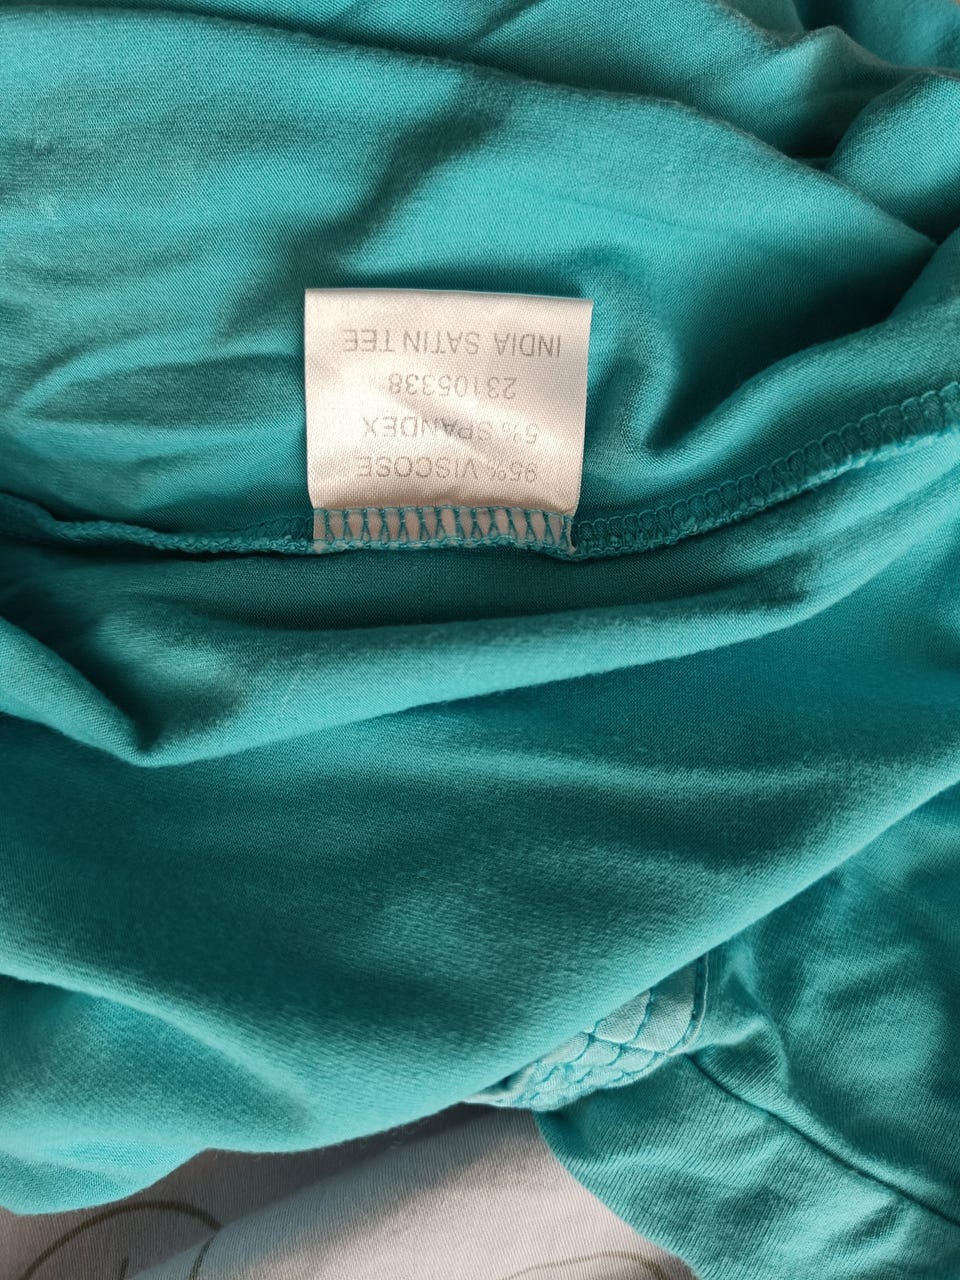 INDIA SATIN TEE
23105338
5% SPANDEX
95% VISCOSE